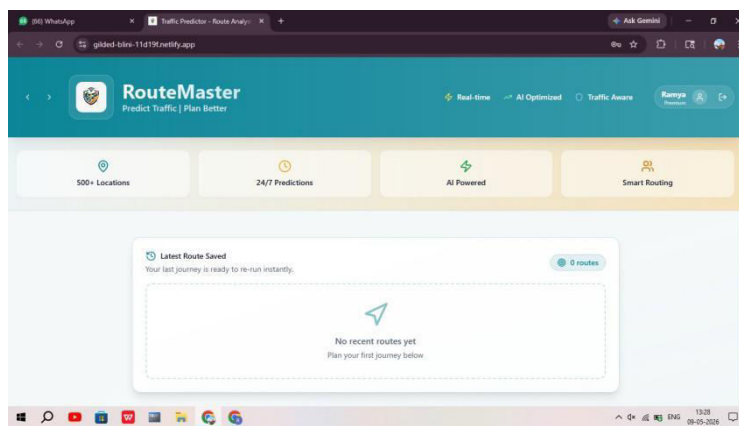 (66) WhatsApp
Traffic Predictor - Route Analy
Ask Gemini
gilded-blini-11d19f.netlify.app
RouteMaster
Predict Traffic | Plan Better
Real-time
AI Optimized
Traffic Aware
Ramya
Premium
500+ Locations
24/7 Predictions
AI Powered
Smart Routing
Latest Route Saved
Your last journey is ready to re-run instantly.
0 routes
No recent routes yet
Plan your first journey below
ENG
13:28
09-05-2026